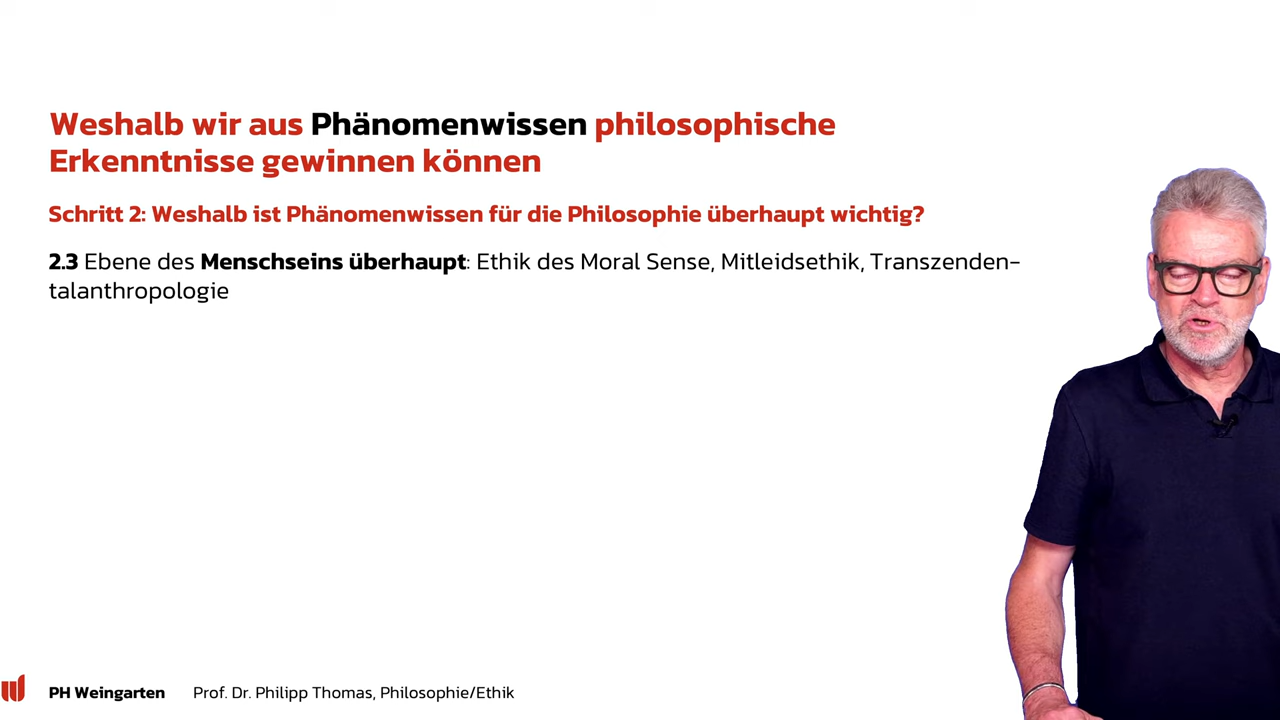 Weshalb wir aus Phänomenwissen philosophische
Erkenntnisse gewinnen können
Schritt 2: Weshalb ist Phänomenwissen für die Philosophie überhaupt wichtig?
2.3 Ebene des Menschseins überhaupt: Ethik des Moral Sense, Mitleidsethik, Transzenden-
talanthropologie
PH Weingarten Prof. Dr. Philipp Thomas, Philosophie/Ethik